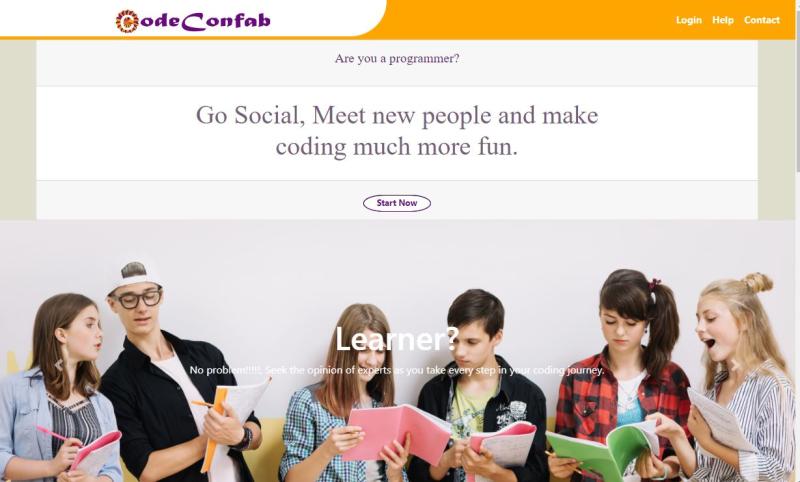 CodeConfab
Login Help Contact
Are you a programmer?
Go Social, Meet new people and make
coding much more fun.
Start Now
Learner?
No problem!!!!!, Seek the opinion of experts as you take every step in your coding journey.